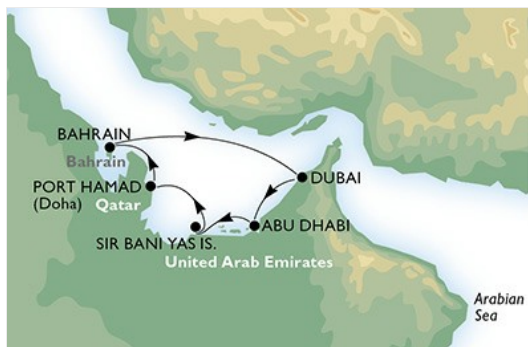 BAHRAIN
Bahrain
PORT HAMAD
(Doha)
Qatar
DUBAI
ABU DHABI
SIR BANI YAS IS.
United Arab Emirates
Arabian
Sea